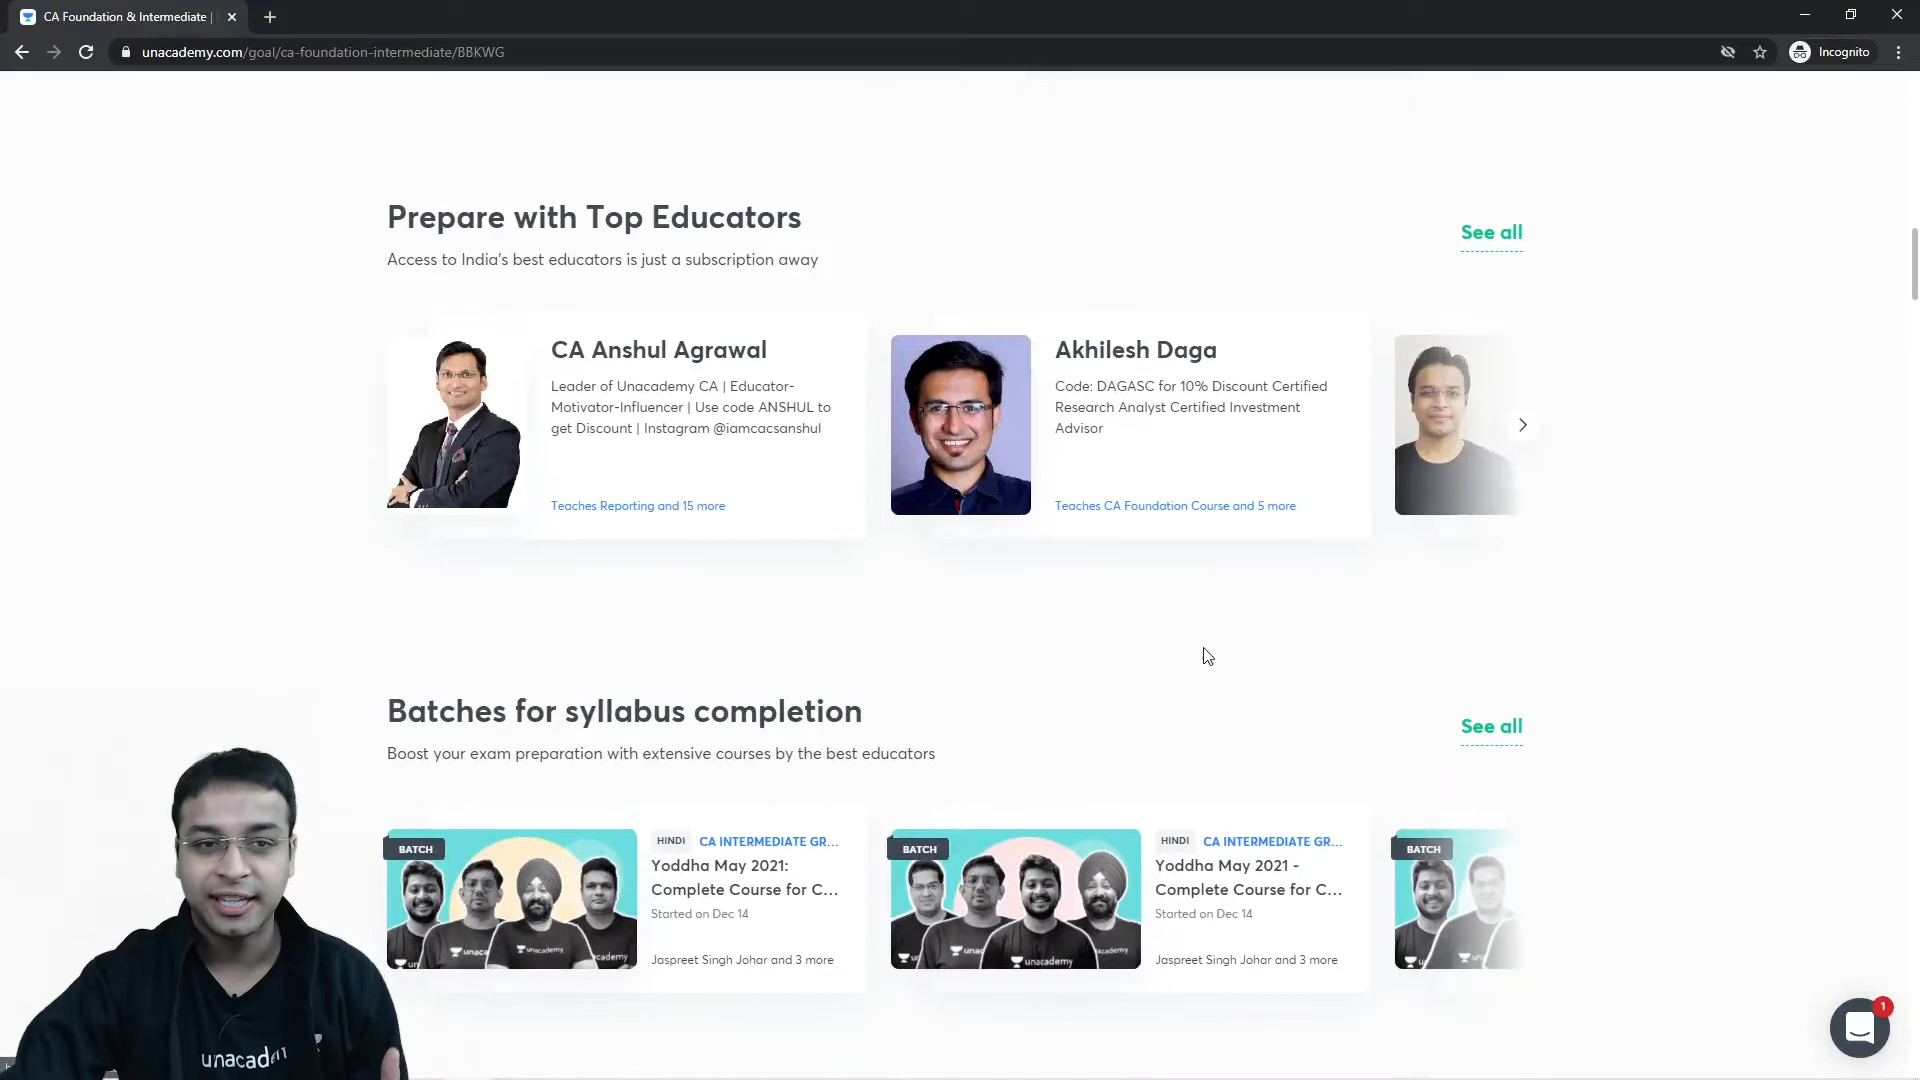 CA Foundation & Intermediate |
unacademy.com/goal/ca-foundation-intermediate/BBKWG
Incognito
Prepare with Top Educators
See all
Access to India's best educators is just a subscription away
CA Anshul Agrawal
Leader of Unacademy CA | Educator-
Motivator-Influencer | Use code ANSHUL to
get Discount | Instagram @iamcacsanshul
Teaches Reporting and 15 more
Akhilesh Daga
Code: DAGASC for 10% Discount Certified
Research Analyst Certified Investment
Advisor
Teaches CA Foundation Course and 5 more
Batches for syllabus completion
See all
Boost your exam preparation with extensive courses by the best educators
BATCH
HINDI CA INTERMEDIATE GR...
Yoddha May 2021:
Complete Course for C...
Started on Dec 14
Jaspreet Singh Johar and 3 more
unacademy
BATCH
HINDI CA INTERMEDIATE GR...
Yoddha May 2021 -
Complete Course for C...
Started on Dec 14
Jaspreet Singh Johar and 3 more
unacademy
BATCH
1
unacademy